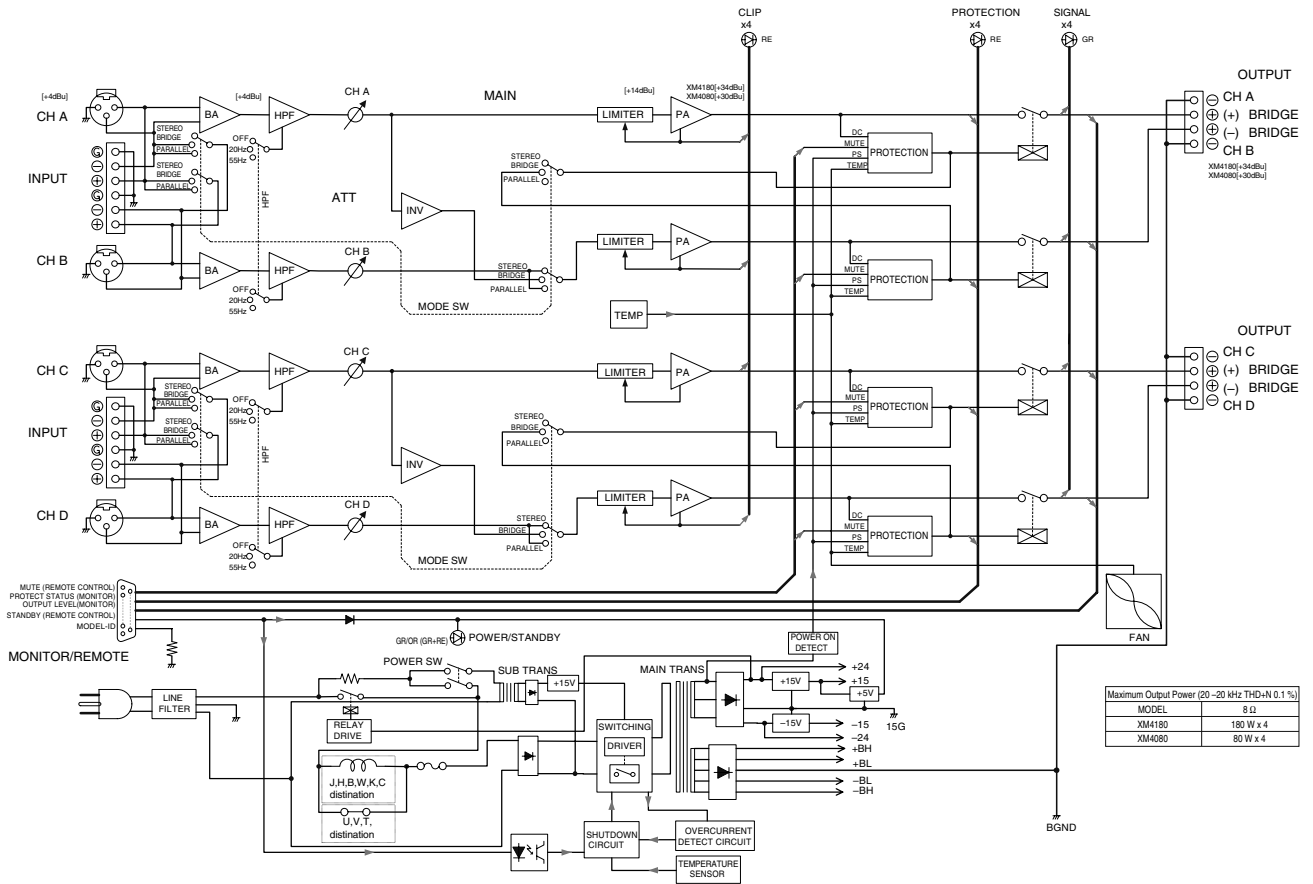 CLIP
x4
RE
PROTECTION
x4
RE
SIGNAL
x4
GR
[+4dBu]
CH A
BA
[+4dBu]
HPF
CH A
MAIN
[+14dBu]
LIMITER
XM4180[+34dBu]
XM4080[+30dBu]
PA
OUTPUT
CH A
(+) BRIDGE
(–) BRIDGE
CH B
XM4180[+34dBu]
XM4080[+30dBu]
STEREO
BRIDGE
PARALLEL
STEREO
BRIDGE
PARALLEL
OFF
20Hz
55Hz
HPF
INPUT
G
G
ATT
INV
STEREO
BRIDGE
PARALLEL
DC
MUTE
PS
TEMP
PROTECTION
CH B
BA
HPF
CH B
OFF
20Hz
55Hz
MODE SW
STEREO
BRIDGE
PARALLEL
LIMITER
PA
DC
MUTE
PS
TEMP
PROTECTION
TEMP
CH C
BA
HPF
CH C
LIMITER
PA
OUTPUT
CH C
(+) BRIDGE
(–) BRIDGE
CH D
STEREO
BRIDGE
PARALLEL
STEREO
BRIDGE
PARALLEL
OFF
20Hz
55Hz
HPF
INPUT
G
G
INV
STEREO
BRIDGE
PARALLEL
DC
MUTE
PS
TEMP
PROTECTION
CH D
BA
HPF
CH D
OFF
20Hz
55Hz
MODE SW
STEREO
BRIDGE
PARALLEL
LIMITER
PA
DC
MUTE
PS
TEMP
PROTECTION
FAN
MUTE (REMOTE CONTROL)
PROTECT STATUS (MONITOR)
OUTPUT LEVEL(MONITOR)
STANDBY (REMOTE CONTROL)
MODEL-ID
MONITOR/REMOTE
GR/OR (GR+RE)
POWER/STANDBY
POWER ON
DETECT
POWER SW
SUB TRANS
+15V
MAIN TRANS
+15V
–15V
+5V
+24
+15
–15
–24
+BH
+BL
–BL
–BH
15G
LINE
FILTER
RELAY
DRIVE
SWITCHING
DRIVER
J,H,B,W,K,C
distination
U,V,T,
distination
SHUTDOWN
CIRCUIT
OVERCURRENT
DETECT CIRCUIT
TEMPERATURE
SENSOR
BGND
Maximum Output Power (20 –20 kHz THD+N 0.1 %)
MODEL 8 Ω
XM4180 180 W x 4
XM4080 80 W x 4